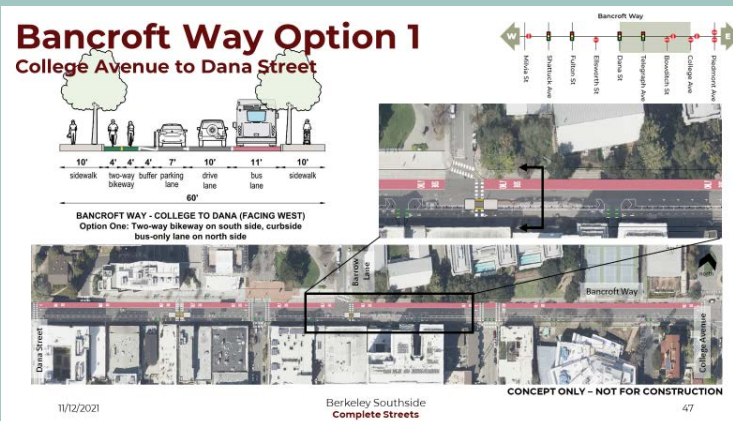 Bancroft Way Option 1
College Avenue to Dana Street
Bancroft Way
W
E
Milvia St
Shattuck Ave
Fulton St
Ellsworth St
Dana St
Telegraph Ave
Bowditch St
College Ave
Piedmont Ave
10' 4' 4' 4' 7' 10' 11' 10'
sidewalk two-way bikeway buffer parking lane drive lane bus lane sidewalk
60'
BANCROFT WAY - COLLEGE TO DANA (FACING WEST)
Option One: Two-way bikeway on south side, curbside
bus-only lane on north side
Barrow
Lane
north
Bancroft Way
Dana Street
College Avenue
CONCEPT ONLY – NOT FOR CONSTRUCTION
11/12/2021
Berkeley Southside
Complete Streets
47